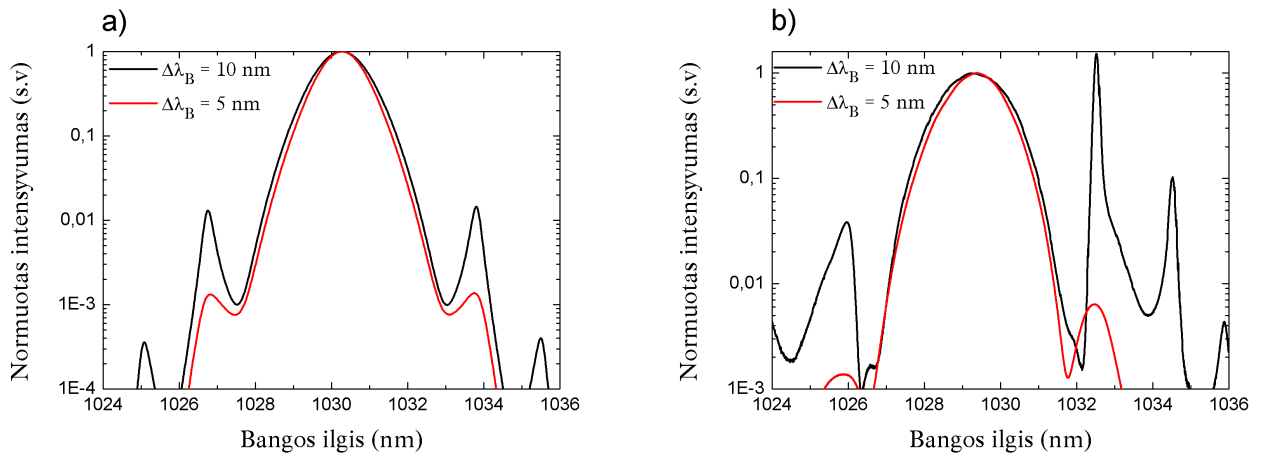 a)
Normuotas intensyvumas (s.v)
1
0,1
0,01
1E-3
1E-4
Δλ_B = 10 nm
Δλ_B = 5 nm
1024 1026 1028 1030 1032 1034 1036
Bangos ilgis (nm)
b)
Normuotas intensyvumas (s.v)
1
0,1
0,01
1E-3
Δλ_B = 10 nm
Δλ_B = 5 nm
1024 1026 1028 1030 1032 1034 1036
Bangos ilgis (nm)